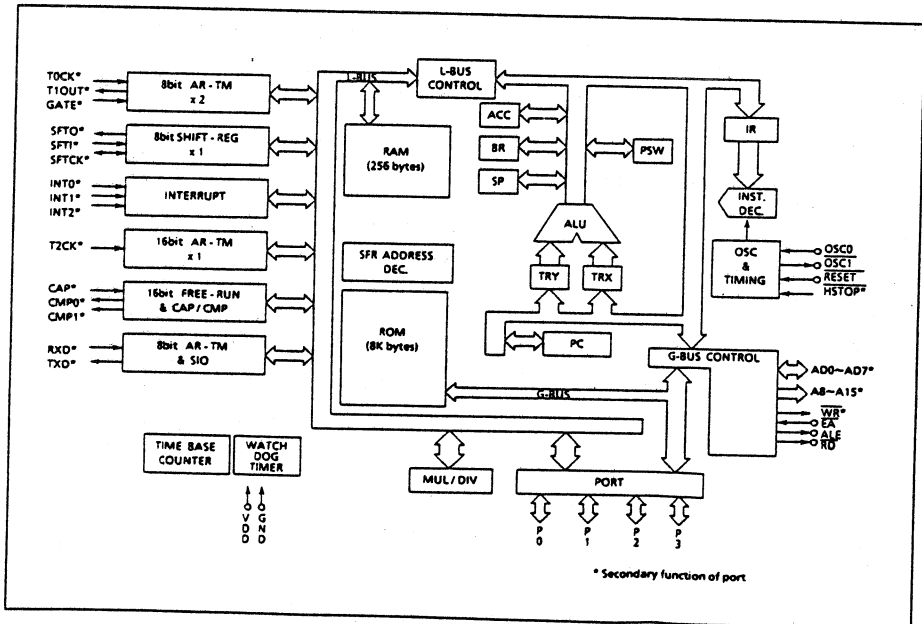 T0CK*
T1OUT*
GATE*
8bit AR - TM
x 2
SFTO*
SFTI*
SFTCK*
8bit SHIFT - REG
x 1
INT0*
INT1*
INT2*
INTERRUPT
T2CK*
16bit AR - TM
x 1
CAP*
CMP0*
CMP1*
16bit FREE - RUN
& CAP / CMP
RXD*
TXD*
8bit AR - TM
& SIO
TIME BASE
COUNTER
WATCH
DOG
TIMER
VDD
GND
L-BUS
L-BUS
CONTROL
RAM
(256 bytes)
SFR ADDRESS
DEC.
ROM
(8K bytes)
ACC
BR
SP
PSW
ALU
TRY
TRX
PC
IR
INST.
DEC.
OSC
&
TIMING
OSC0
OSC1
RESET
HSTOP*
G-BUS CONTROL
G-BUS
AD0~AD7*
A8~A15*
WR*
EA
ALE
RD
MUL / DIV
PORT
P0
P1
P2
P3
* Secondary function of port